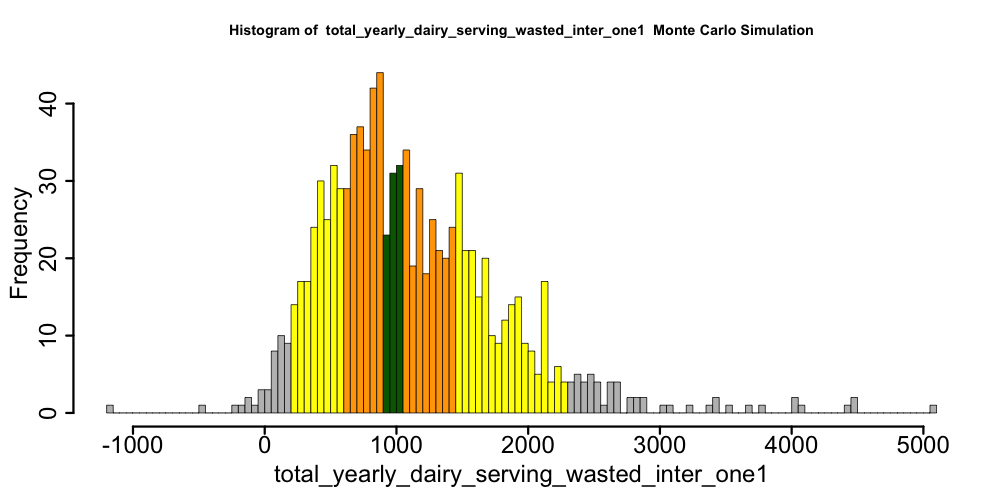 Histogram of  total_yearly_dairy_serving_wasted_inter_one1  Monte Carlo Simulation
Frequency
40
30
20
10
0
-1000 0 1000 2000 3000 4000 5000
total_yearly_dairy_serving_wasted_inter_one1